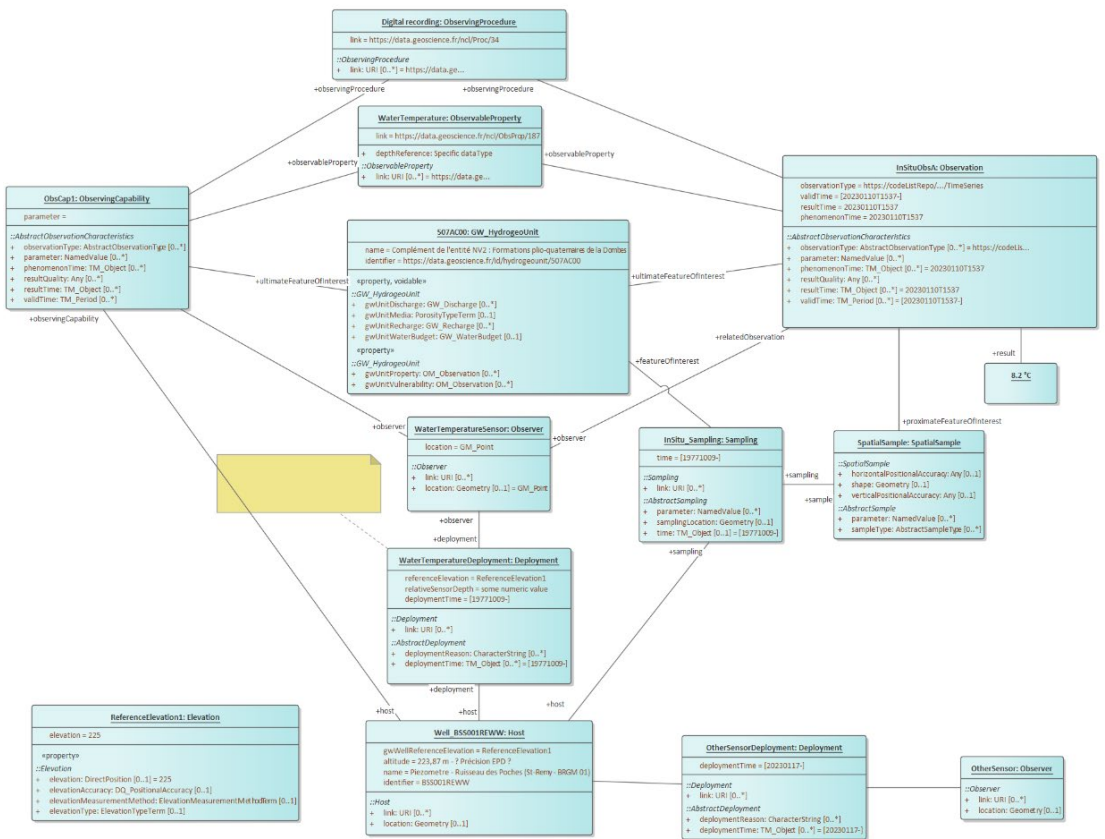 Digital recording: ObservingProcedure
link = https://data.geoscience.fr/ncl/Proc/34
::ObservingProcedure
+ link: URI [0..*] = https://data.ge...
+observingProcedure
+observingProcedure
WaterTemperature: ObservableProperty
link = https://data.geoscience.fr/ncl/ObsProp/187
+ depthReference: Specific dataType
::ObservableProperty
+ link: URI [0..*] = https://data.ge...
+observableProperty
+observableProperty
ObsCap1: ObservingCapability
parameter =
::AbstractObservationCharacteristics
+ observationType: AbstractObservationType [0..*]
+ parameter: NamedValue [0..*]
+ phenomenonTime: TM_Object [0..*]
+ resultQuality: Any [0..*]
+ resultTime: TM_Object [0..*]
+ validTime: TM_Period [0..*]
+observingCapability
InSituObsA: Observation
observationType = https://codeListRepo/..../TimeSeries
validTime = [20230110T1537-]
resultTime = 20230110T1537
phenomenonTime = 20230110T1537
::AbstractObservationCharacteristics
+ observationType: AbstractObservationType [0..*] = https://codeLis...
+ parameter: NamedValue [0..*]
+ phenomenonTime: TM_Object [0..*] = 20230110T1537
+ resultQuality: Any [0..*]
+ resultTime: TM_Object [0..*] = 20230110T1537
+ validTime: TM_Period [0..*] = [20230110T1537-]
507AC00: GW_HydrogeoUnit
name = Complément de l'entité NV2 : Formations plio-quaternaires de la Dombes
identifier = https://data.geoscience.fr/id/hydrogeounit/507AC00
«property, voidable»
::GW_HydrogeoUnit
+ gwUnitDischarge: GW_Discharge [0..*]
+ gwUnitMedia: PorosityTypeTerm [0..1]
+ gwUnitRecharge: GW_Recharge [0..*]
+ gwUnitWaterBudget: GW_WaterBudget [0..1]
«property»
::GW_HydrogeoUnit
+ gwUnitProperty: OM_Observation [0..*]
+ gwUnitVulnerability: OM_Observation [0..*]
+ultimateFeatureOfInterest
+ultimateFeatureOfInterest
+relatedObservation
+featureOfInterest
+result
8.2 °C
+proximateFeatureOfInterest
WaterTemperatureSensor: Observer
location = GM_Point
::Observer
+ link: URI [0..*]
+ location: Geometry [0..1] = GM_Point
+observer
+observer
+observer
+deployment
InSitu_Sampling: Sampling
time = [19771009-]
::Sampling
+ link: URI [0..*]
::AbstractSampling
+ parameter: NamedValue [0..*]
+ samplingLocation: Geometry [0..1]
+ time: TM_Object [0..1] = [19771009-]
+sampling
+sample
+sampling
SpatialSample: SpatialSample
::SpatialSample
+ horizontalPositionalAccuracy: Any [0..1]
+ shape: Geometry [0..1]
+ verticalPositionalAccuracy: Any [0..1]
::AbstractSample
+ parameter: NamedValue [0..*]
+ sampleType: AbstractSampleType [0..*]
WaterTemperatureDeployment: Deployment
referenceElevation = ReferenceElevation1
relativeSensorDepth = some numeric value
deploymentTime = [19771009-]
::Deployment
+ link: URI [0..*]
::AbstractDeployment
+ deploymentReason: CharacterString [0..*]
+ deploymentTime: TM_Object [0..*] = [19771009-]
+deployment
+host
+host
+host
ReferenceElevation1: Elevation
elevation = 225
«property»
::Elevation
+ elevation: DirectPosition [0..1] = 225
+ elevationAccuracy: DQ_PositionalAccuracy [0..1]
+ elevationMeasurementMethod: ElevationMeasurementMethodTerm [0..1]
+ elevationType: ElevationTypeTerm [0..1]
Well_BSS001REWW: Host
gwWellReferenceElevation = ReferenceElevation1
altitude = 223,87 m - ? Précision EPD ?
name = Piezometre - Ruisseau des Poches (St-Remy - BRGM 01)
identifier = BSS001REWW
::Host
+ link: URI [0..*]
+ location: Geometry [0..1]
OtherSensorDeployment: Deployment
deploymentTime = [20230117-]
::Deployment
+ link: URI [0..*]
::AbstractDeployment
+ deploymentReason: CharacterString [0..*]
+ deploymentTime: TM_Object [0..*] = [20230117-]
OtherSensor: Observer
::Observer
+ link: URI [0..*]
+ location: Geometry [0..1]